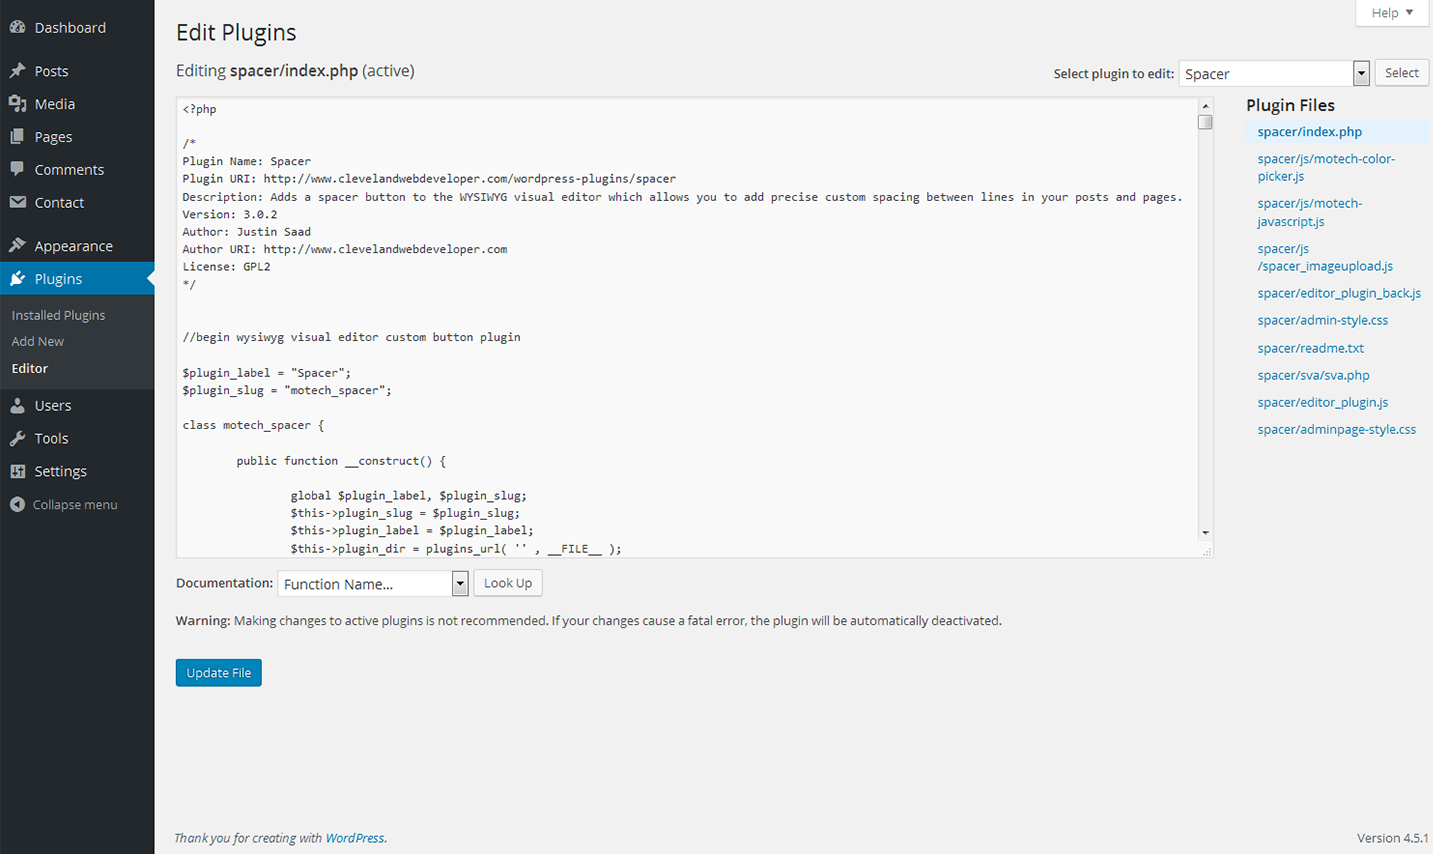 Dashboard
Posts
Media
Pages
Comments
Contact
Appearance
Plugins
Installed Plugins
Add New
Editor
Users
Tools
Settings
Collapse menu
Help
Edit Plugins
Editing spacer/index.php (active)
Select plugin to edit: Spacer Select
<?php
/*
Plugin Name: Spacer
Plugin URI: http://www.clevelandwebdeveloper.com/wordpress-plugins/spacer
Description: Adds a spacer button to the WYSIWYG visual editor which allows you to add precise custom spacing between lines in your posts and pages.
Version: 3.0.2
Author: Justin Saad
Author URI: http://www.clevelandwebdeveloper.com
License: GPL2
*/
//begin wysiwyg visual editor custom button plugin
$plugin_label = "Spacer";
$plugin_slug = "motech_spacer";
class motech_spacer {
public function __construct() {
global $plugin_label, $plugin_slug;
$this->plugin_slug = $plugin_slug;
$this->plugin_label = $plugin_label;
$this->plugin_dir = plugins_url( '' , __FILE__ );
Plugin Files
spacer/index.php
spacer/js/motech-color-
picker.js
spacer/js/motech-
javascript.js
spacer/js
/spacer_imageupload.js
spacer/editor_plugin_back.js
spacer/admin-style.css
spacer/readme.txt
spacer/sva/sva.php
spacer/editor_plugin.js
spacer/adminpage-style.css
Documentation: Function Name... Look Up
Warning: Making changes to active plugins is not recommended. If your changes cause a fatal error, the plugin will be automatically deactivated.
Update File
Thank you for creating with WordPress.
Version 4.5.1